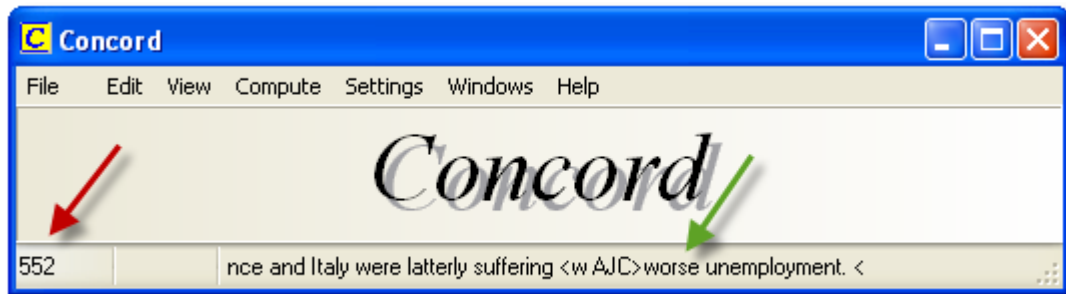 C Concord
File Edit View Compute Settings Windows Help
Concord
552 nce and Italy were latterly suffering <w AJC>worse unemployment. <